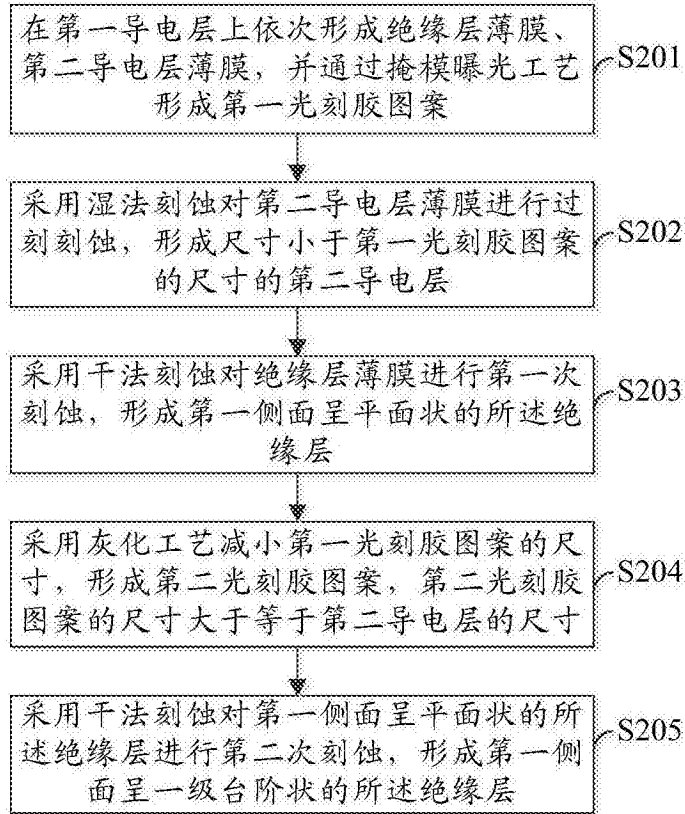 在第一导电层上依次形成绝缘层薄膜、
第二导电层薄膜，并通过掩模曝光工艺
形成第一光刻胶图案
S201
采用湿法刻蚀对第二导电层薄膜进行过
刻刻蚀，形成尺寸小于第一光刻胶图案
的尺寸的第二导电层
S202
采用干法刻蚀对绝缘层薄膜进行第一次
刻蚀，形成第一侧面呈平面状的所述绝
缘层
S203
采用灰化工艺减小第一光刻胶图案的尺
寸，形成第二光刻胶图案，第二光刻胶
图案的尺寸大于等于第二导电层的尺寸
S204
采用干法刻蚀对第一侧面呈平面状的所
述绝缘层进行第二次刻蚀，形成第一侧
面呈一级台阶状的所述绝缘层
S205